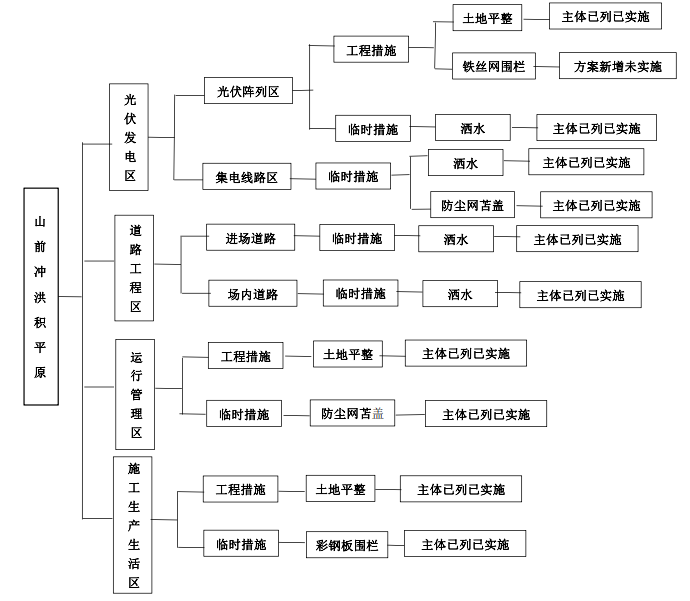 山前冲洪积平原
光伏发电区
光伏阵列区
工程措施
土地平整
主体已列已实施
铁丝网围栏
方案新增未实施
临时措施
洒水
主体已列已实施
集电线路区
临时措施
洒水
主体已列已实施
防尘网苫盖
主体已列已实施
道路工程区
进场道路
临时措施
洒水
主体已列已实施
场内道路
临时措施
洒水
主体已列已实施
运行管理区
工程措施
土地平整
主体已列已实施
临时措施
防尘网苫盖
主体已列已实施
施工生产生活区
工程措施
土地平整
主体已列已实施
临时措施
彩钢板围栏
主体已列已实施